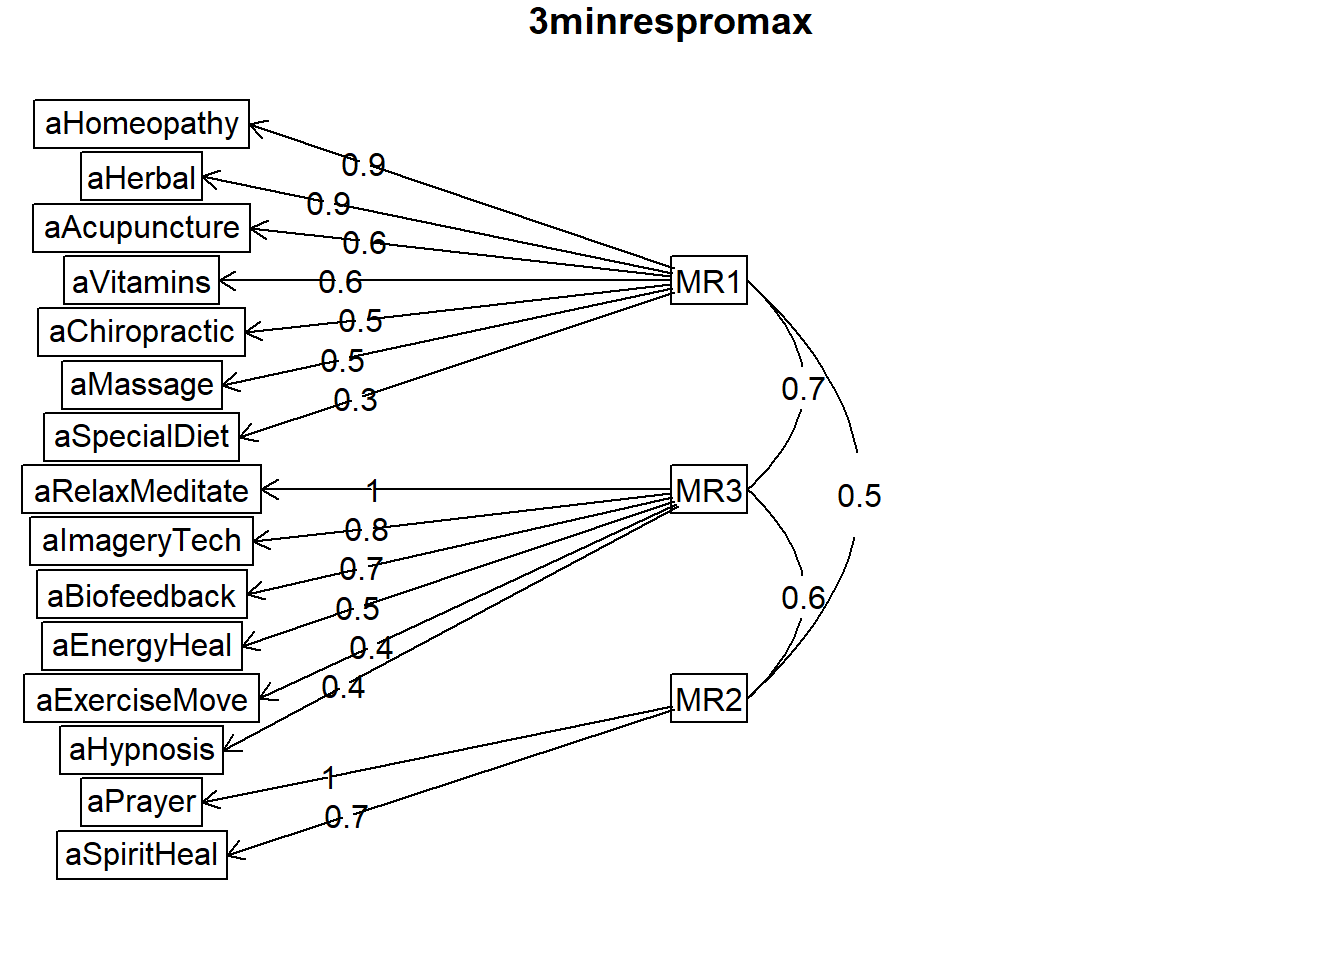 3minrespromax
aHomeopathy
0.9
aHerbal
0.9
aAcupuncture
0.6
aVitamins
0.6
MR1
aChiropractic
0.5
aMassage
0.5
0.7
aSpecialDiet
0.3
aRelaxMeditate
1
MR3
0.5
aImageryTech
0.8
aBiofeedback
0.7
0.6
aEnergyHeal
0.5
aExerciseMove
0.4
MR2
aHypnosis
0.4
aPrayer
1
aSpiritHeal
0.7